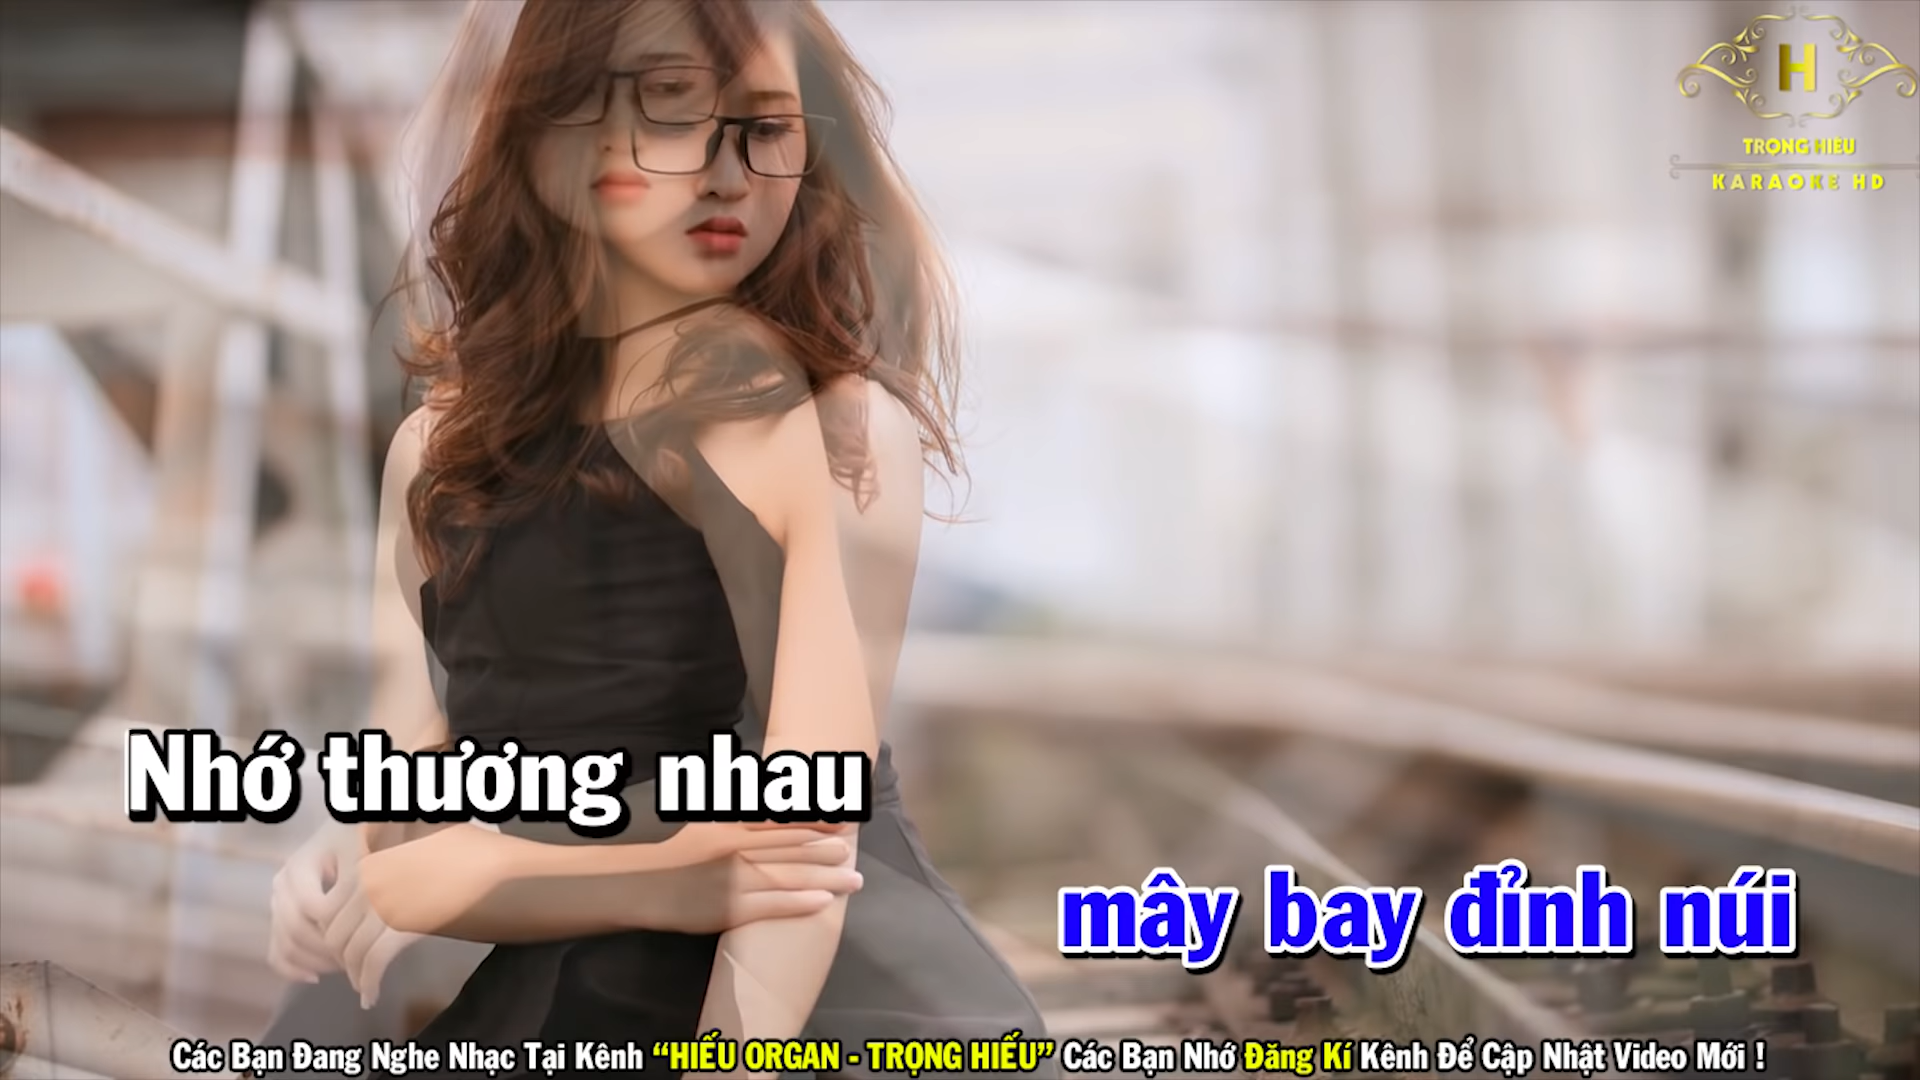 H
TRỌNG HIẾU
KARAOKE HD
Nhớ thương nhau
mây bay đỉnh núi
Các Bạn Đang Nghe Nhạc Tại Kênh “HIẾU ORGAN - TRỌNG HIẾU” Các Bạn Nhớ Đăng Kí Kênh Để Cập Nhật Video Mới !